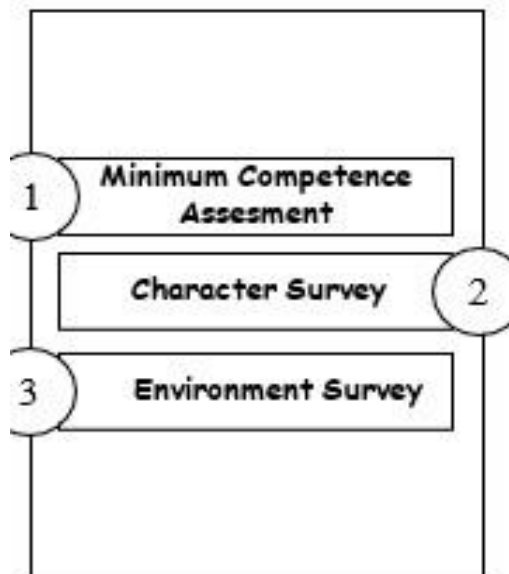 1
Minimum Competence
Assesment
Character Survey
2
3
Environment Survey